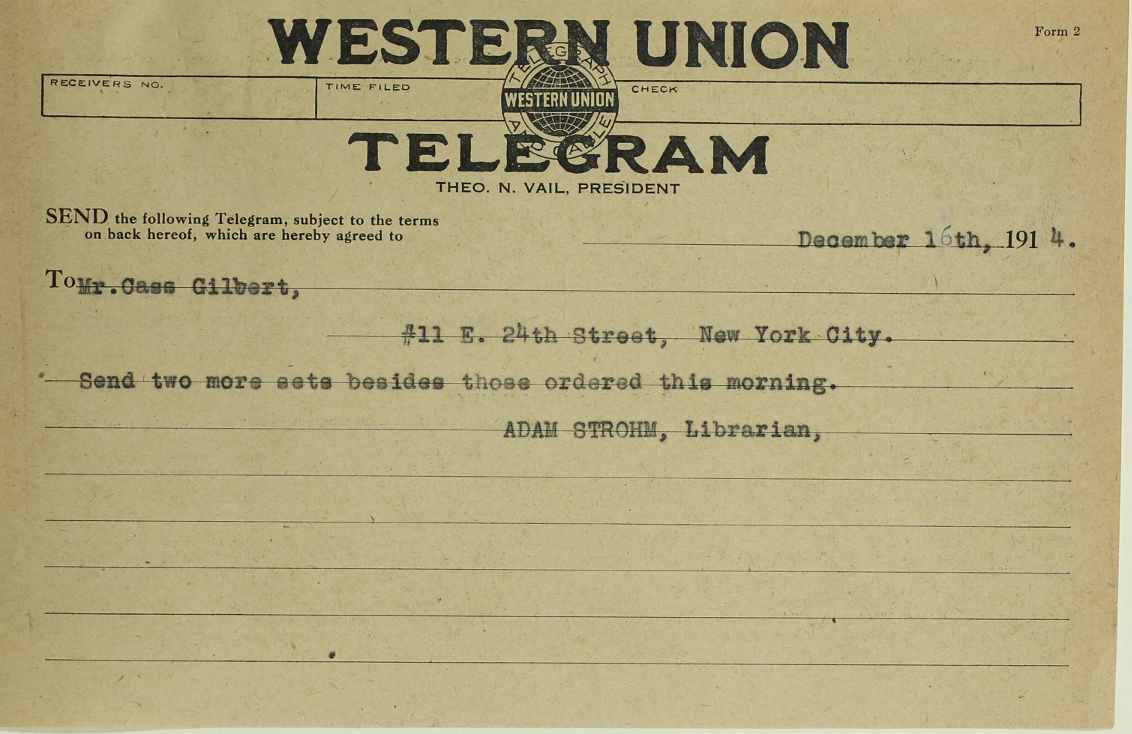 WESTERN UNION
Form 2
RECEIVERS NO.
TIME FILED
CHECK
TELEGRAPH
WESTERN UNION
AND CABLE
TELEGRAM
THEO. N. VAIL, PRESIDENT
SEND the following Telegram, subject to the terms
on back hereof, which are hereby agreed to
December 16th, 191 4.
To Mr.Cass Gilbert,
#11 E. 24th Street, New York City.
Send two more sets besides those ordered this morning.
ADAM STROHM, Librarian,